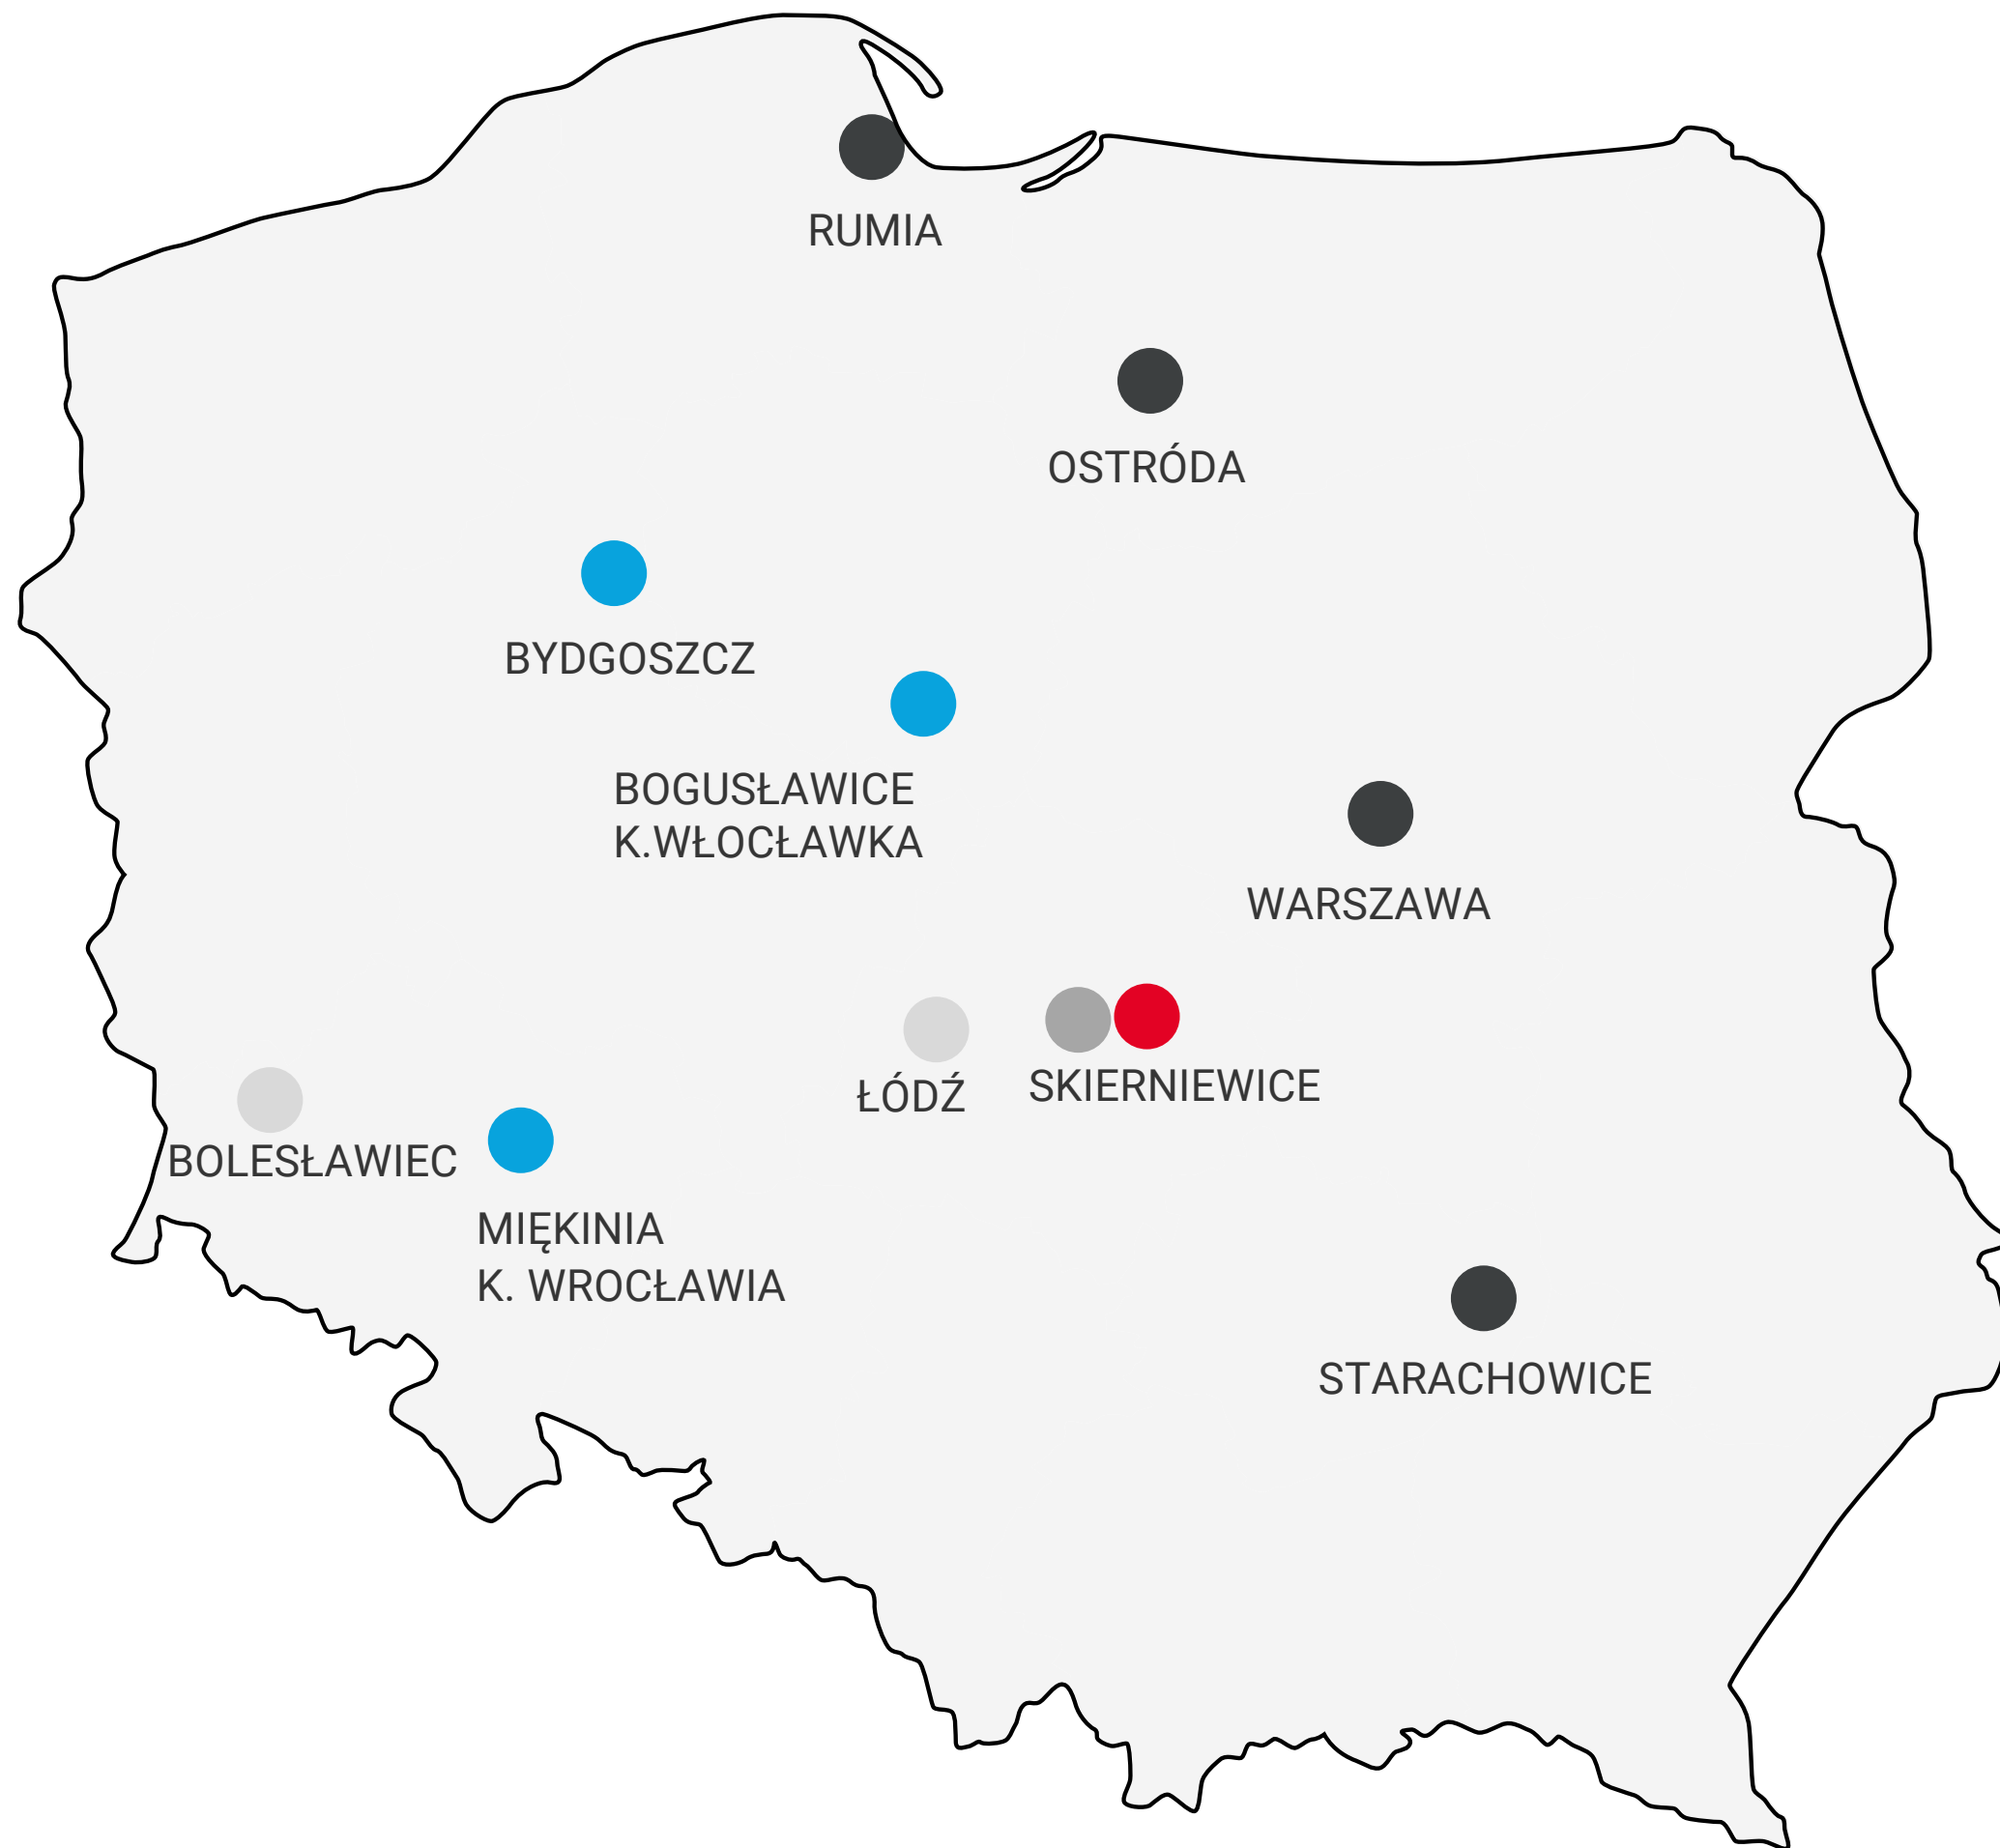 RUMIA
OSTRÓDA
BYDGOSZCZ
BOGUSŁAWICE
K.WŁOCŁAWKA
WARSZAWA
ŁÓDŹ
SKIERNIEWICE
BOLESŁAWIEC
MIĘKINIA
K. WROCŁAWIA
STARACHOWICE